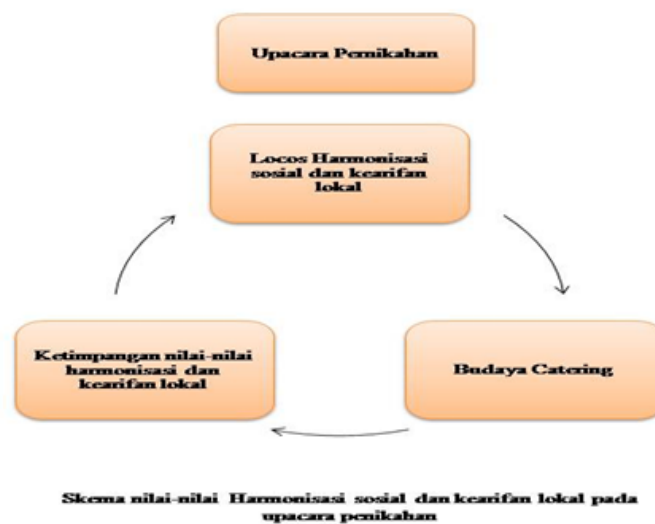 Upacara Pernikahan
Locos Harmonisasi
sosial dan kearifan
lokal
Ketimpangan nilai-nilai
harmonisasi dan
kearifan lokal
Budaya Catering
Skema nilai-nilai Harmonisasi sosial dan kearifan lokal pada
upacara penikahan